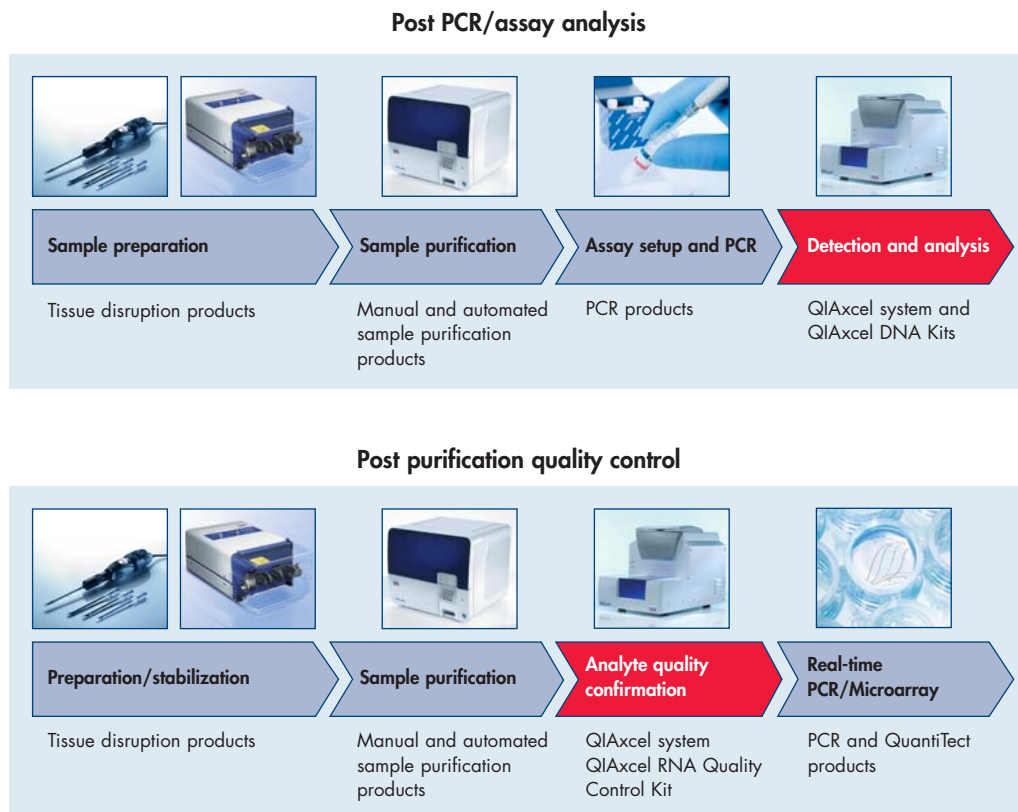 Post PCR/assay analysis
Sample preparation
Sample purification
Assay setup and PCR
Detection and analysis
Tissue disruption products
Manual and automated
sample purification
products
PCR products
QIAxcel system and
QIAxcel DNA Kits
Post purification quality control
Preparation/stabilization
Sample purification
Analyte quality
confirmation
Real-time
PCR/Microarray
Tissue disruption products
Manual and automated
sample purification
products
QIAxcel system
QIAxcel RNA Quality
Control Kit
PCR and QuantiTect
products